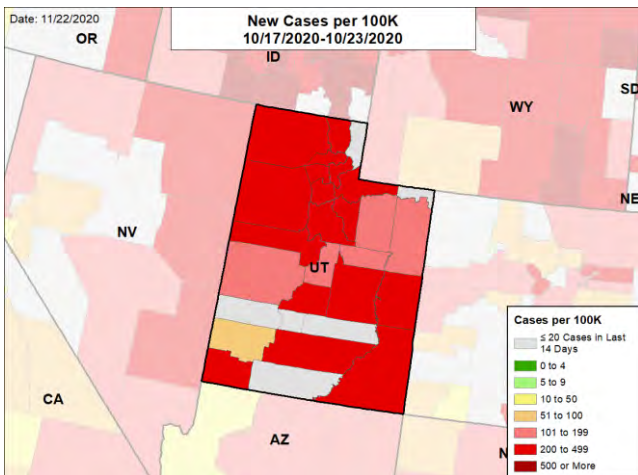 Date: 11/22/2020
New Cases per 100K
10/17/2020-10/23/2020
OR
ID
WY
SD
NE
NV
UT
CA
AZ
N
Cases per 100K
≤ 20 Cases in Last
14 Days
0 to 4
5 to 9
10 to 50
51 to 100
101 to 199
200 to 499
500 or More